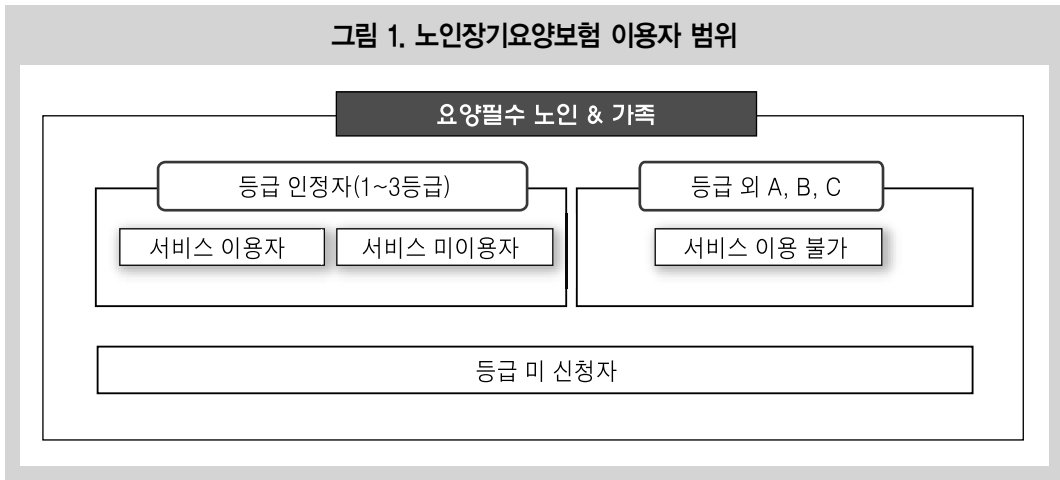 그림 1. 노인장기요양보험 이용자 범위
요양필수 노인 & 가족
등급 인정자(1~3등급)
등급 외 A, B, C
서비스 이용자
서비스 미이용자
서비스 이용 불가
등급 미 신청자